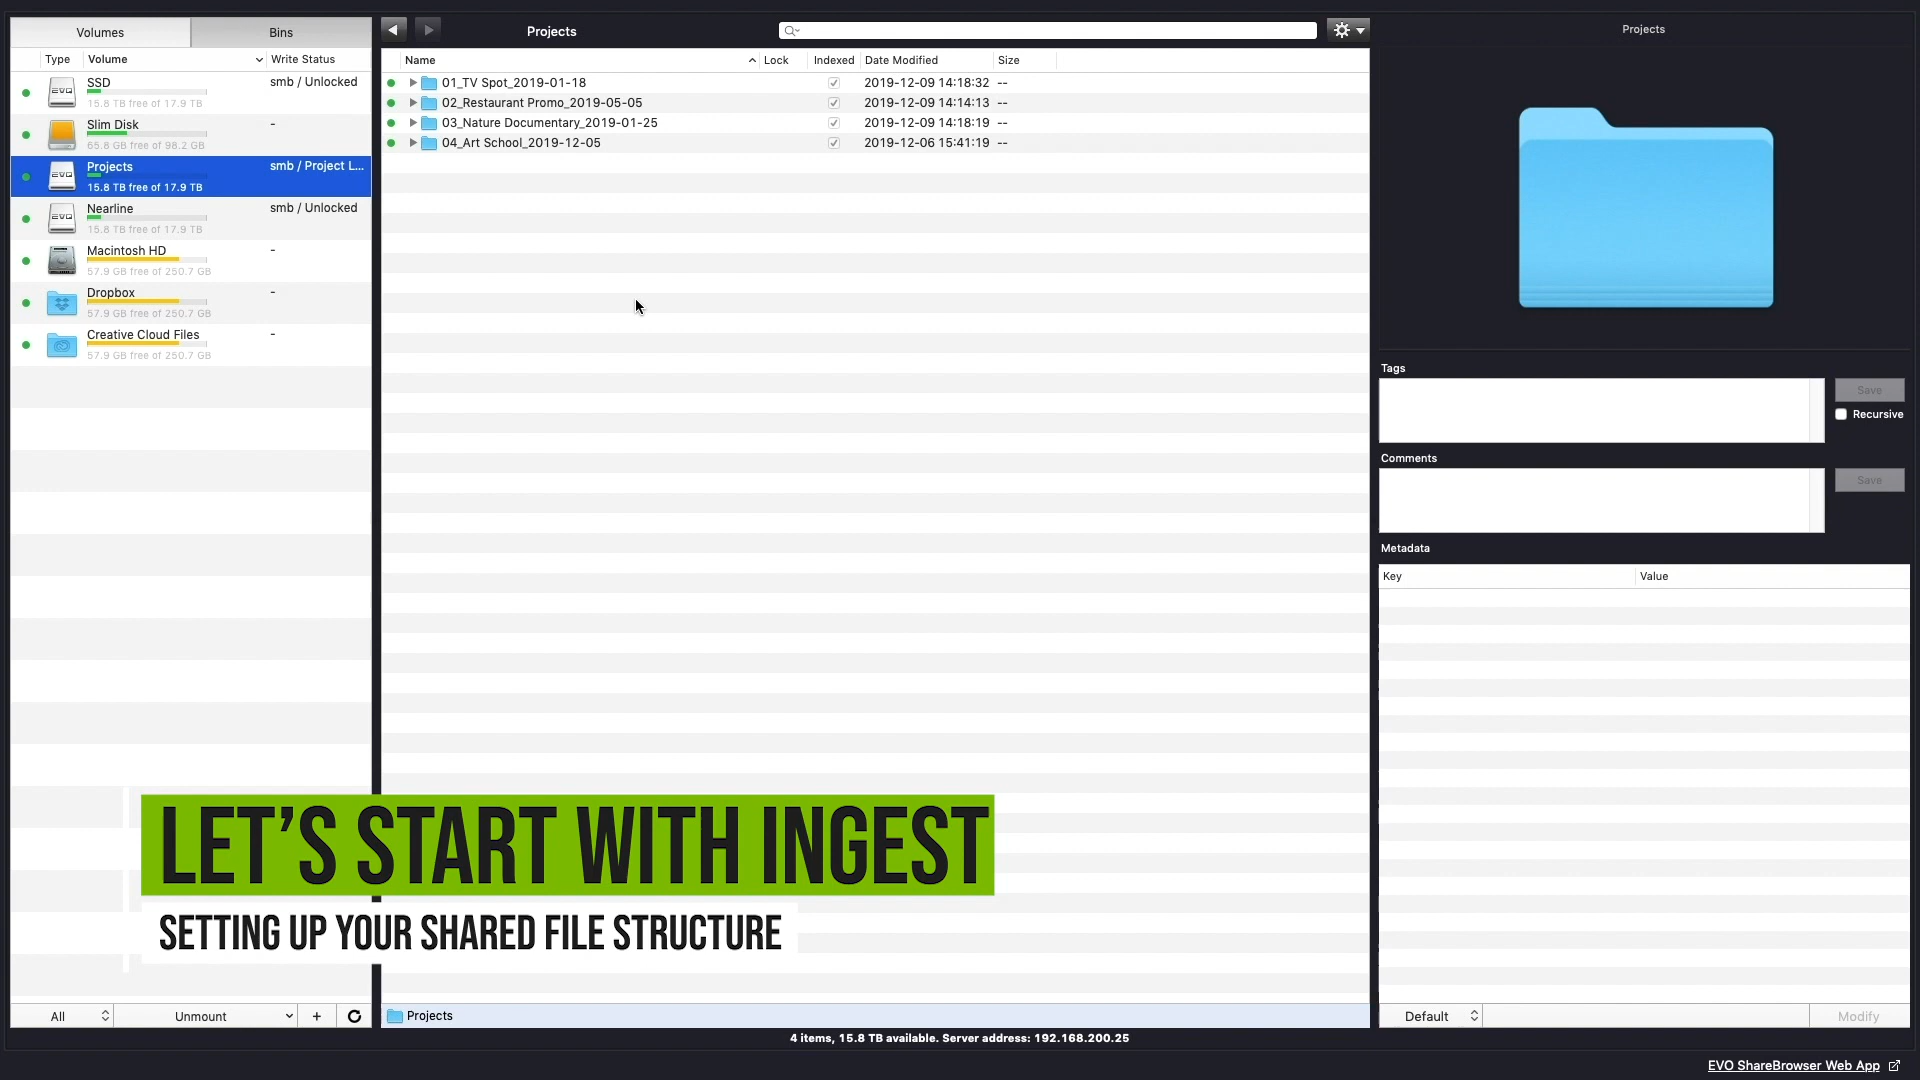 Volumes
Bins
Type Volume Write Status
SSD smb / Unlocked
15.8 TB free of 17.9 TB
Slim Disk -
65.8 GB free of 98.2 GB
Projects smb / Project L...
15.8 TB free of 17.9 TB
Nearline smb / Unlocked
15.8 TB free of 17.9 TB
Macintosh HD -
57.9 GB free of 250.7 GB
Dropbox -
57.9 GB free of 250.7 GB
Creative Cloud Files -
57.9 GB free of 250.7 GB
All
Unmount
+
Projects
Name Lock Indexed Date Modified Size
01_TV Spot_2019-01-18 2019-12-09 14:18:32 --
02_Restaurant Promo_2019-05-05 2019-12-09 14:14:13 --
03_Nature Documentary_2019-01-25 2019-12-09 14:18:19 --
04_Art School_2019-12-05 2019-12-06 15:41:19 --
LET'S START WITH INGEST
SETTING UP YOUR SHARED FILE STRUCTURE
Projects
Projects
Tags
Save
Recursive
Comments
Save
Metadata
Key Value
Default
Modify
4 items, 15.8 TB available. Server address: 192.168.200.25
EVO ShareBrowser Web App